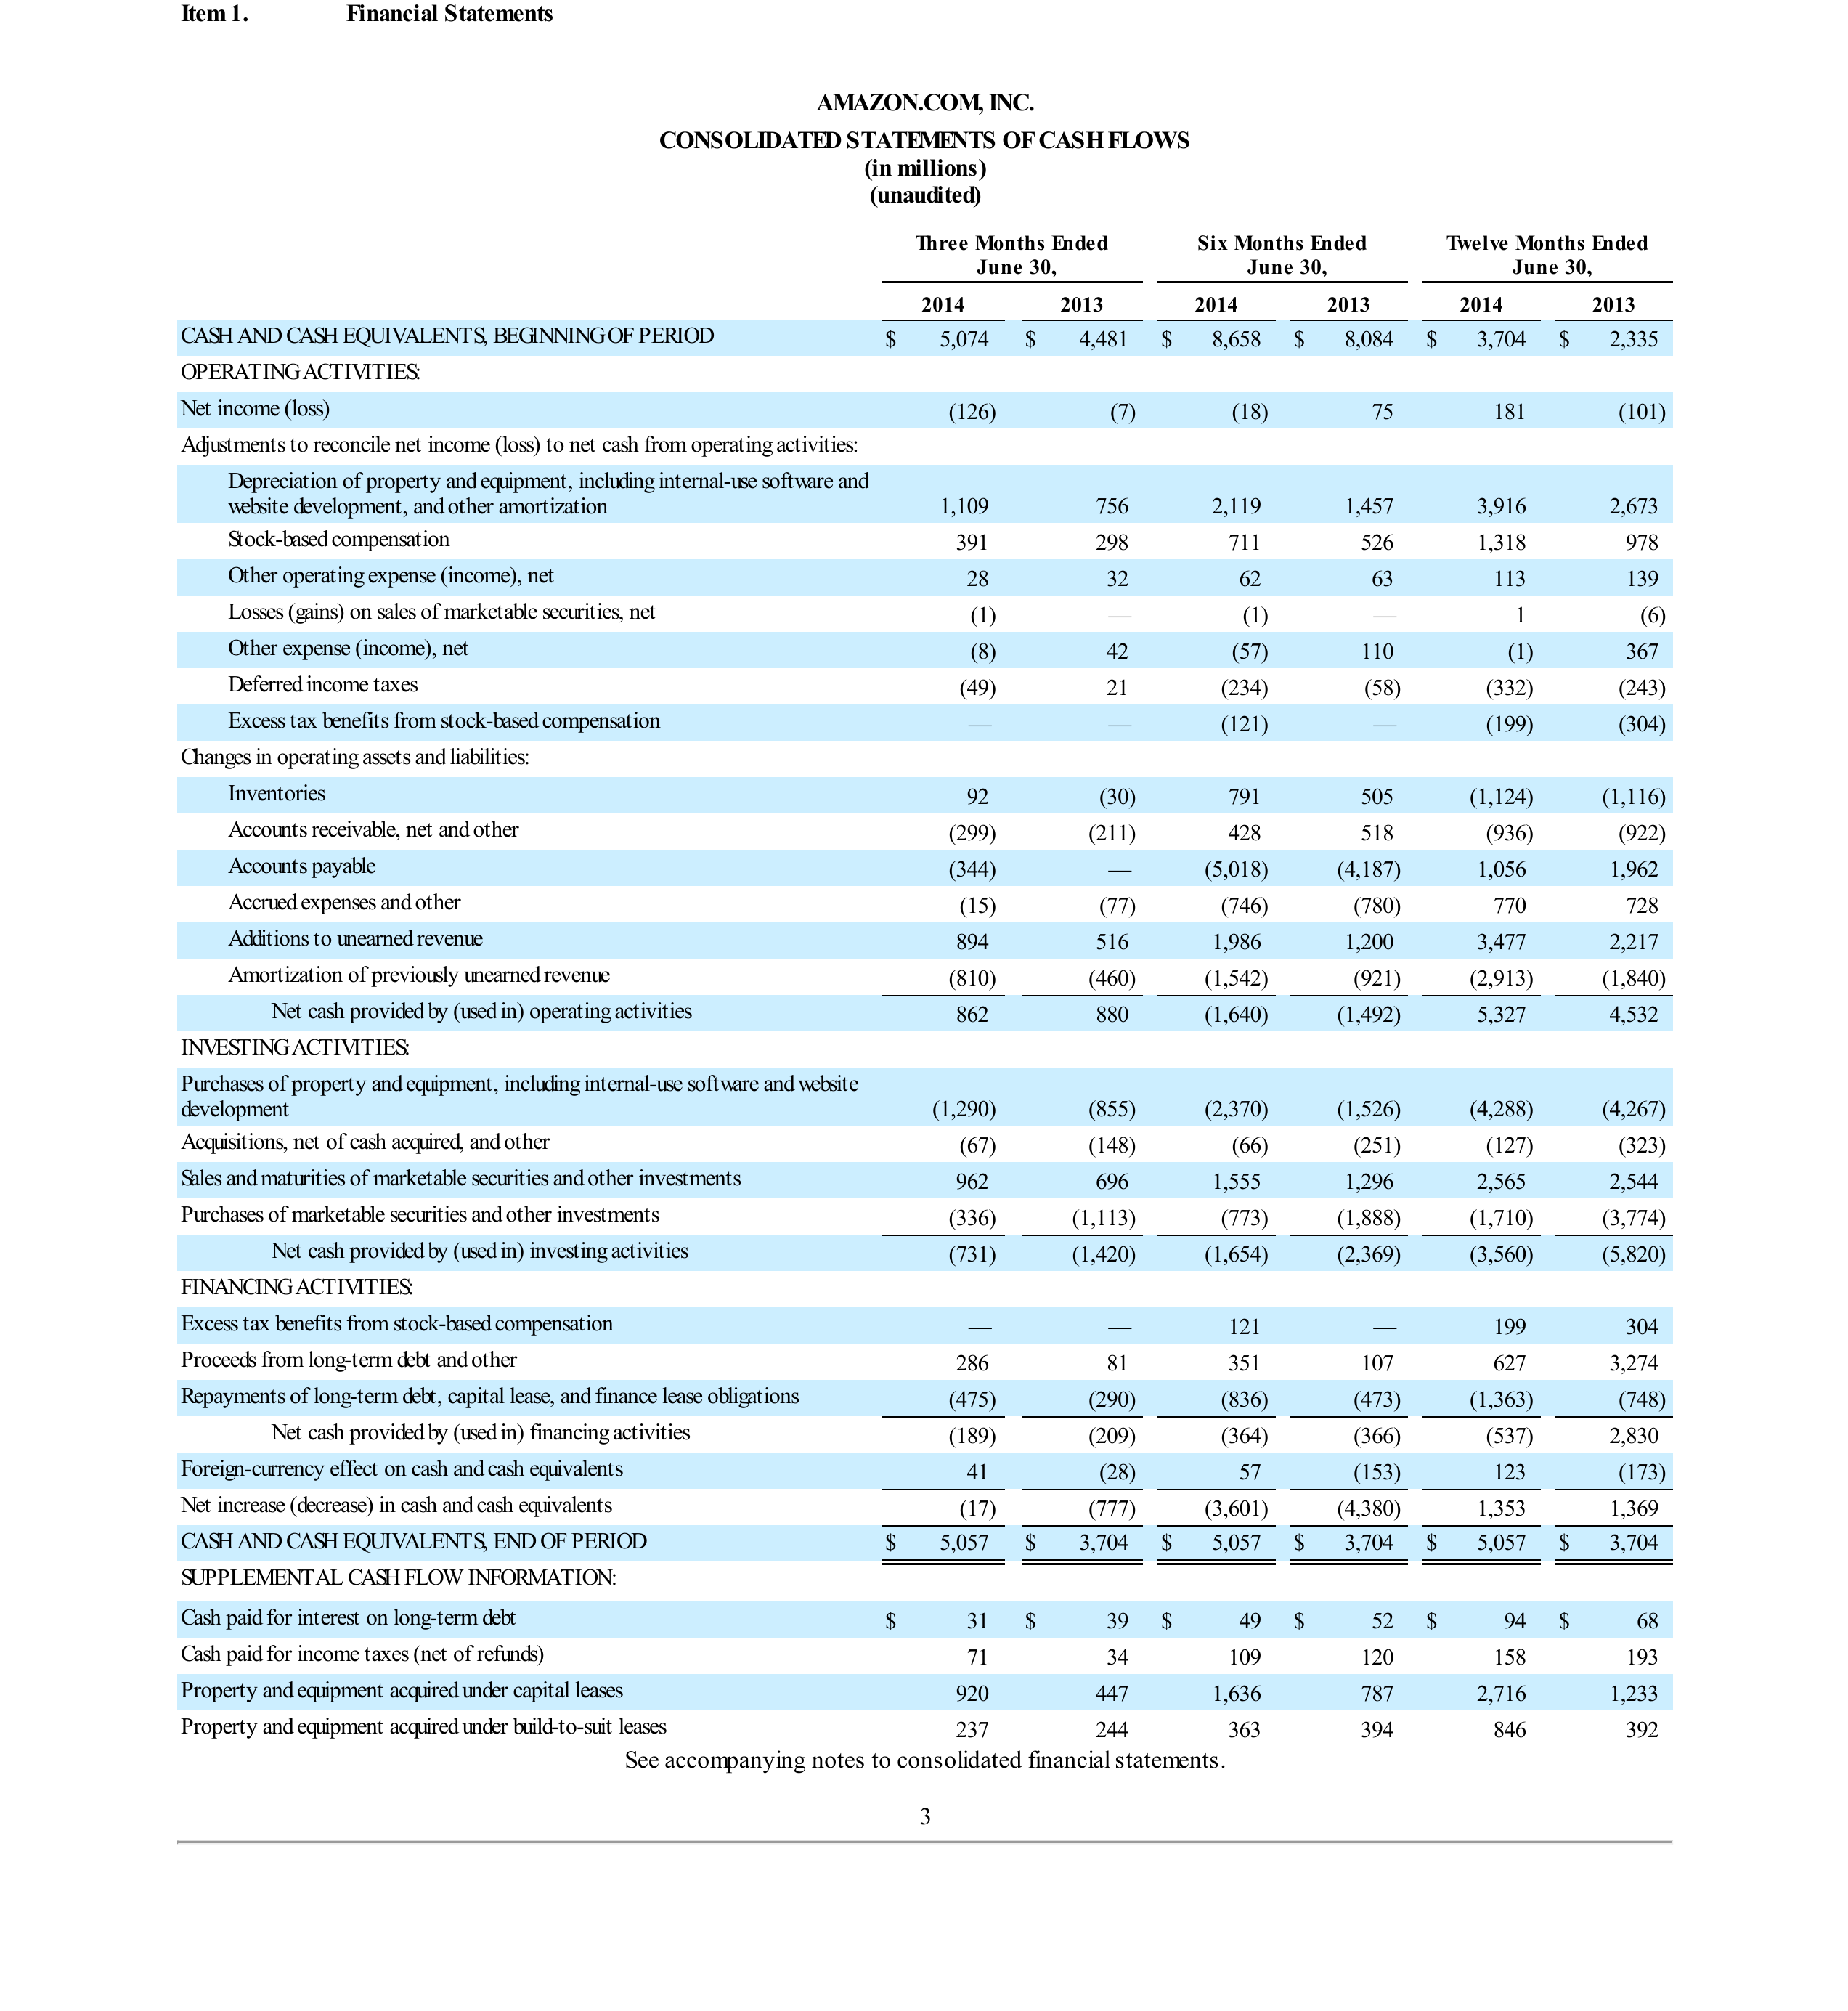 Item 1. Financial Statements
AMAZON.COM, INC.
CONSOLIDATED STATEMENTS OF CASH FLOWS
(in millions)
(unaudited)
Three Months Ended Six Months Ended Twelve Months Ended
June 30, June 30, June 30,
2014 2013 2014 2013 2014 2013
CASH AND CASH EQUIVALENTS, BEGINNING OF PERIOD $ 5,074 $ 4,481 $ 8,658 $ 8,084 $ 3,704 $ 2,335
OPERATING ACTIVITIES:
Net income (loss) (126) (7) (18) 75 181 (101)
Adjustments to reconcile net income (loss) to net cash from operating activities:
Depreciation of property and equipment, including internal-use software and
website development, and other amortization 1,109 756 2,119 1,457 3,916 2,673
Stock-based compensation 391 298 711 526 1,318 978
Other operating expense (income), net 28 32 62 63 113 139
Losses (gains) on sales of marketable securities, net (1) — (1) — 1 (6)
Other expense (income), net (8) 42 (57) 110 (1) 367
Deferred income taxes (49) 21 (234) (58) (332) (243)
Excess tax benefits from stock-based compensation — — (121) — (199) (304)
Changes in operating assets and liabilities:
Inventories 92 (30) 791 505 (1,124) (1,116)
Accounts receivable, net and other (299) (211) 428 518 (936) (922)
Accounts payable (344) — (5,018) (4,187) 1,056 1,962
Accrued expenses and other (15) (77) (746) (780) 770 728
Additions to unearned revenue 894 516 1,986 1,200 3,477 2,217
Amortization of previously unearned revenue (810) (460) (1,542) (921) (2,913) (1,840)
Net cash provided by (used in) operating activities 862 880 (1,640) (1,492) 5,327 4,532
INVESTING ACTIVITIES:
Purchases of property and equipment, including internal-use software and website
development (1,290) (855) (2,370) (1,526) (4,288) (4,267)
Acquisitions, net of cash acquired, and other (67) (148) (66) (251) (127) (323)
Sales and maturities of marketable securities and other investments 962 696 1,555 1,296 2,565 2,544
Purchases of marketable securities and other investments (336) (1,113) (773) (1,888) (1,710) (3,774)
Net cash provided by (used in) investing activities (731) (1,420) (1,654) (2,369) (3,560) (5,820)
FINANCING ACTIVITIES:
Excess tax benefits from stock-based compensation — — 121 — 199 304
Proceeds from long-term debt and other 286 81 351 107 627 3,274
Repayments of long-term debt, capital lease, and finance lease obligations (475) (290) (836) (473) (1,363) (748)
Net cash provided by (used in) financing activities (189) (209) (364) (366) (537) 2,830
Foreign-currency effect on cash and cash equivalents 41 (28) 57 (153) 123 (173)
Net increase (decrease) in cash and cash equivalents (17) (777) (3,601) (4,380) 1,353 1,369
CASH AND CASH EQUIVALENTS, END OF PERIOD $ 5,057 $ 3,704 $ 5,057 $ 3,704 $ 5,057 $ 3,704
SUPPLEMENTAL CASH FLOW INFORMATION:
Cash paid for interest on long-term debt $ 31 $ 39 $ 49 $ 52 $ 94 $ 68
Cash paid for income taxes (net of refunds) 71 34 109 120 158 193
Property and equipment acquired under capital leases 920 447 1,636 787 2,716 1,233
Property and equipment acquired under build-to-suit leases 237 244 363 394 846 392
See accompanying notes to consolidated financial statements.
3